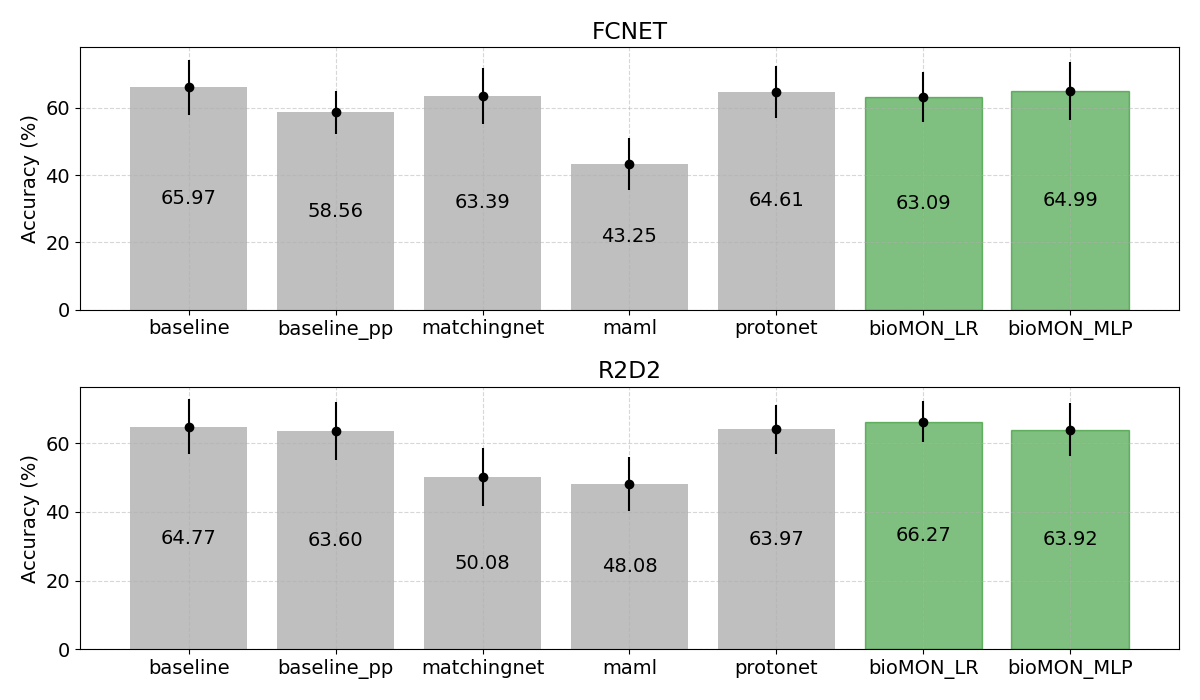 FCNET
Accuracy (%)
60
40
20
0
65.97
58.56
63.39
43.25
64.61
63.09
64.99
baseline
baseline_pp
matchingnet
maml
protonet
bioMON_LR
bioMON_MLP
R2D2
Accuracy (%)
60
40
20
0
64.77
63.60
50.08
48.08
63.97
66.27
63.92
baseline
baseline_pp
matchingnet
maml
protonet
bioMON_LR
bioMON_MLP